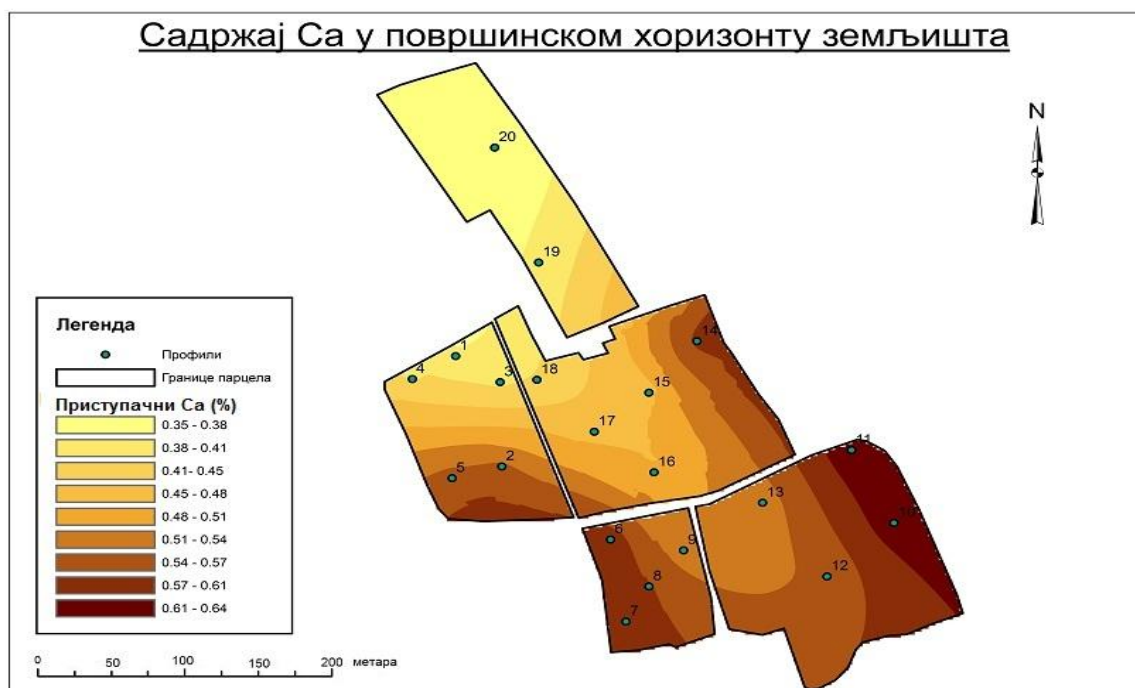 Садржај Ca у површинском хоризонту земљишта
N
20
19
14
1
4
3
18
15
17
2
5
16
11
13
10
6
9
8
12
7
Легенда
Профили
Границе парцела
Приступачни Ca (%)
0.35 - 0.38
0.38 - 0.41
0.41- 0.45
0.45 - 0.48
0.48 - 0.51
0.51 - 0.54
0.54 - 0.57
0.57 - 0.61
0.61 - 0.64
0 50 100 150 200 метара